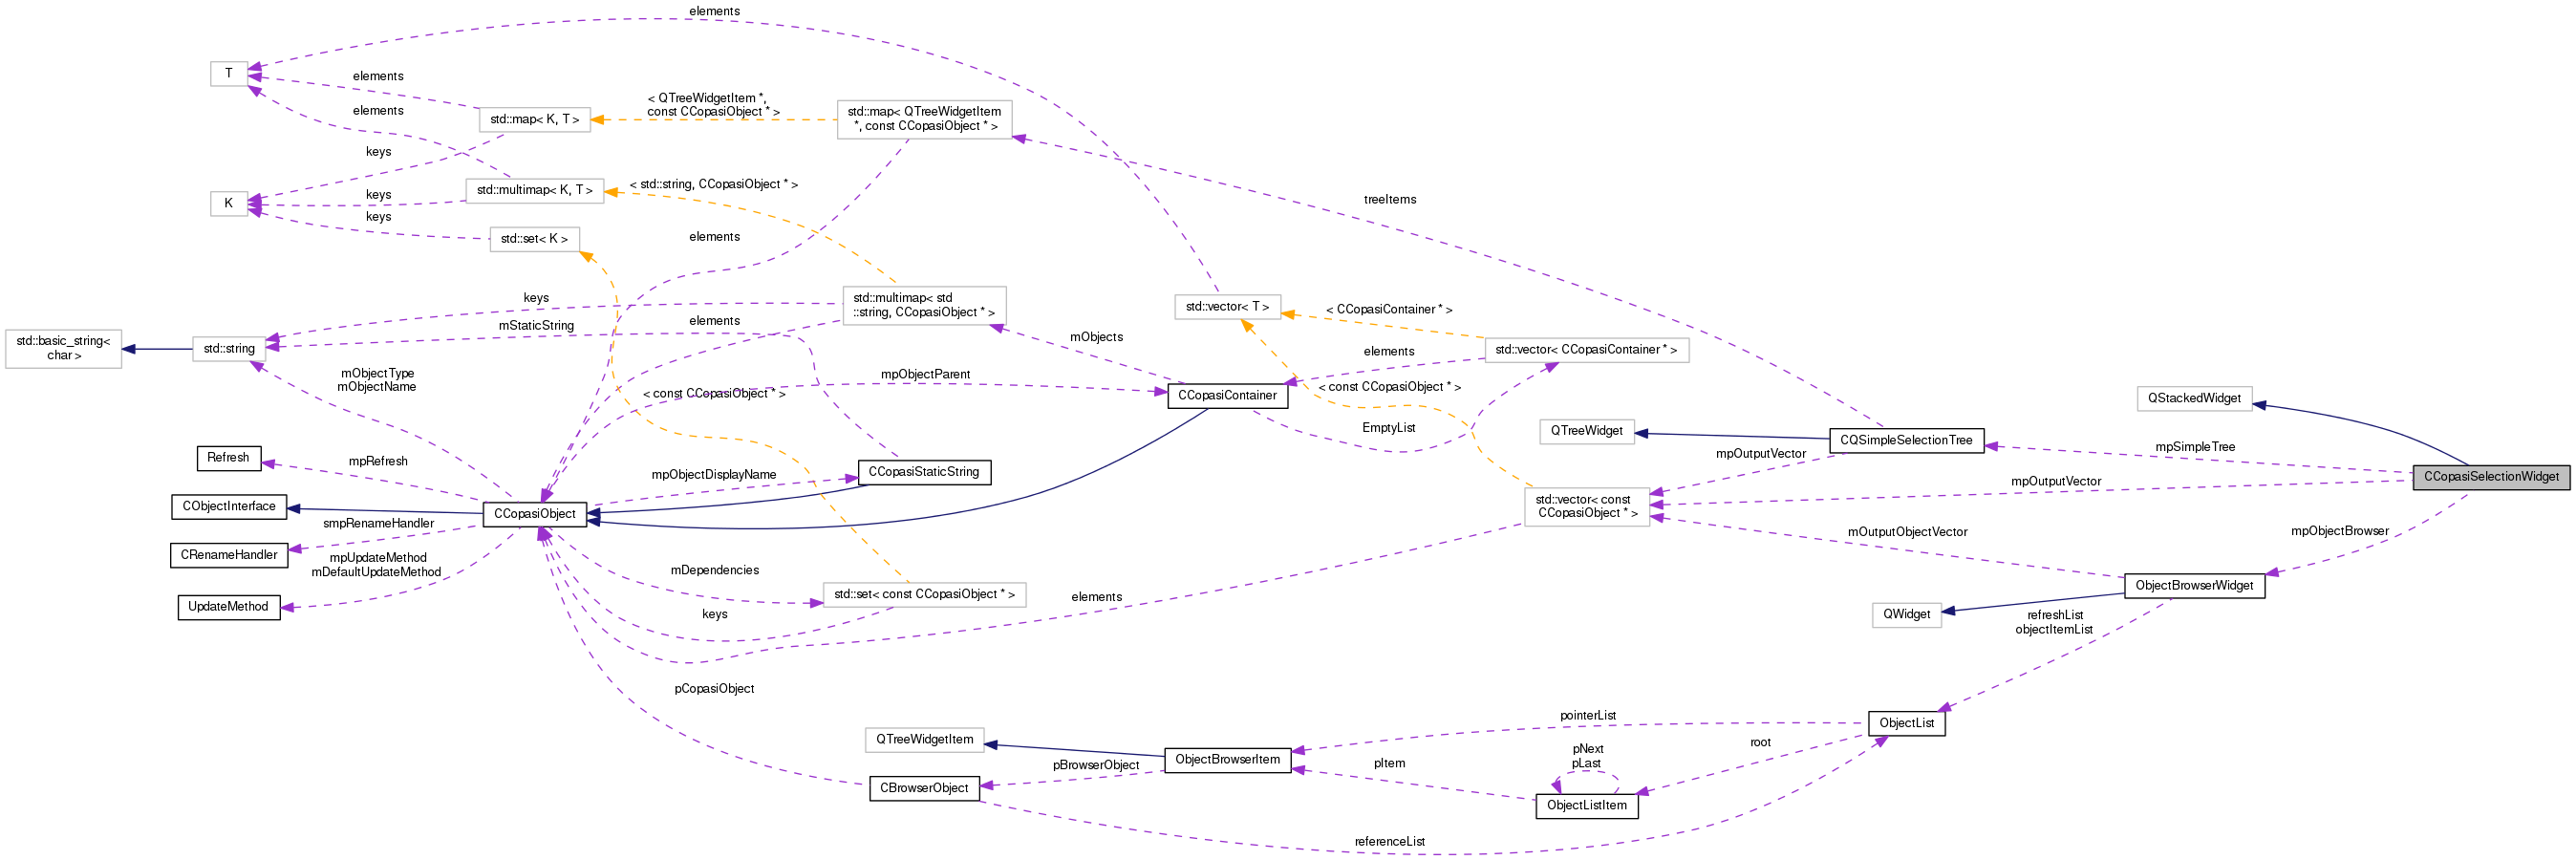 elements
T
elements
< QTreeWidgetItem *,
const CCopasiObject * >
std::map< QTreeWidgetItem
*, const CCopasiObject * >
elements
std::map< K, T >
keys
std::multimap< K, T >
< std::string, CCopasiObject * >
keys
K
treeItems
keys
std::set< K >
elements
keys
std::multimap< std
::string, CCopasiObject * >
std::vector< T >
< CCopasiContainer * >
mStaticString
elements
std::basic_string<
char >
std::string
mObjects
std::vector< CCopasiContainer * >
elements
mObjectType
mObjectName
mpObjectParent
< const CCopasiObject * >
CCopasiContainer
< const CCopasiObject * >
QStackedWidget
EmptyList
QTreeWidget
CQSimpleSelectionTree
mpSimpleTree
Refresh
mpRefresh
mpObjectDisplayName
CCopasiStaticString
mpOutputVector
mpOutputVector
CCopasiSelectionWidget
CObjectInterface
CCopasiObject
std::vector< const
CCopasiObject * >
smpRenameHandler
mOutputObjectVector
mpObjectBrowser
CRenameHandler
mpUpdateMethod
mDefaultUpdateMethod
mDependencies
ObjectBrowserWidget
std::set< const CCopasiObject * >
elements
UpdateMethod
keys
QWidget
refreshList
objectItemList
pCopasiObject
pointerList
ObjectList
QTreeWidgetItem
ObjectBrowserItem
root
pNext
pLast
pBrowserObject
pItem
CBrowserObject
ObjectListItem
referenceList